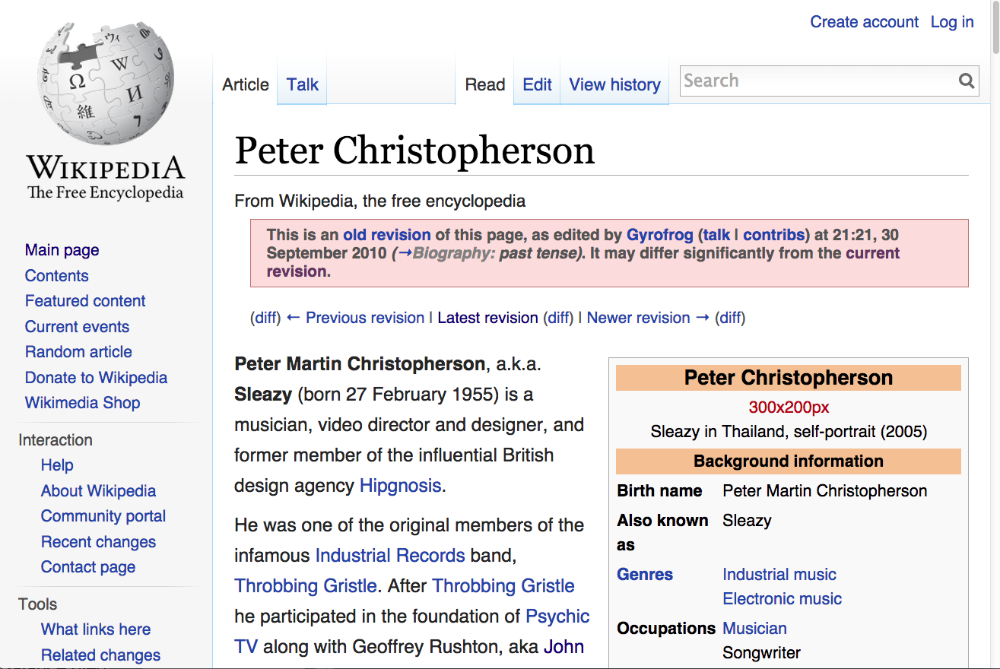 Create account Log in
Article Talk Read Edit View history Search
WIKIPEDIA
The Free Encyclopedia
Main page
Contents
Featured content
Current events
Random article
Donate to Wikipedia
Wikimedia Shop
Interaction
Help
About Wikipedia
Community portal
Recent changes
Contact page
Tools
What links here
Related changes
Peter Christopherson
From Wikipedia, the free encyclopedia
This is an old revision of this page, as edited by Gyrofrog (talk | contribs) at 21:21, 30
September 2010 (→Biography: past tense). It may differ significantly from the current
revision.
(diff) ← Previous revision | Latest revision (diff) | Newer revision → (diff)
Peter Martin Christopherson, a.k.a.
Sleazy (born 27 February 1955) is a
musician, video director and designer, and
former member of the influential British
design agency Hipgnosis.
He was one of the original members of the
infamous Industrial Records band,
Throbbing Gristle. After Throbbing Gristle
he participated in the foundation of Psychic
TV along with Geoffrey Rushton, aka John
Peter Christopherson
300x200px
Sleazy in Thailand, self-portrait (2005)
Background information
Birth name Peter Martin Christopherson
Also known Sleazy
as
Genres Industrial music
Electronic music
Occupations Musician
Songwriter